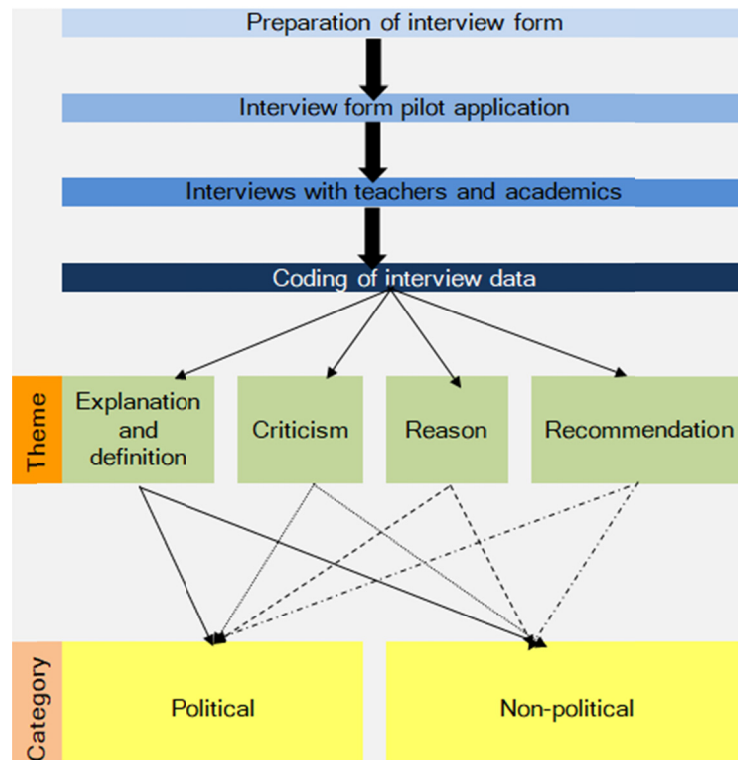 Preparation of interview form
Interview form pilot application
Interviews with teachers and academics
Coding of interview data
Theme
Explanation
and
definition
Criticism
Reason
Recommendation
Category
Political
Non-political